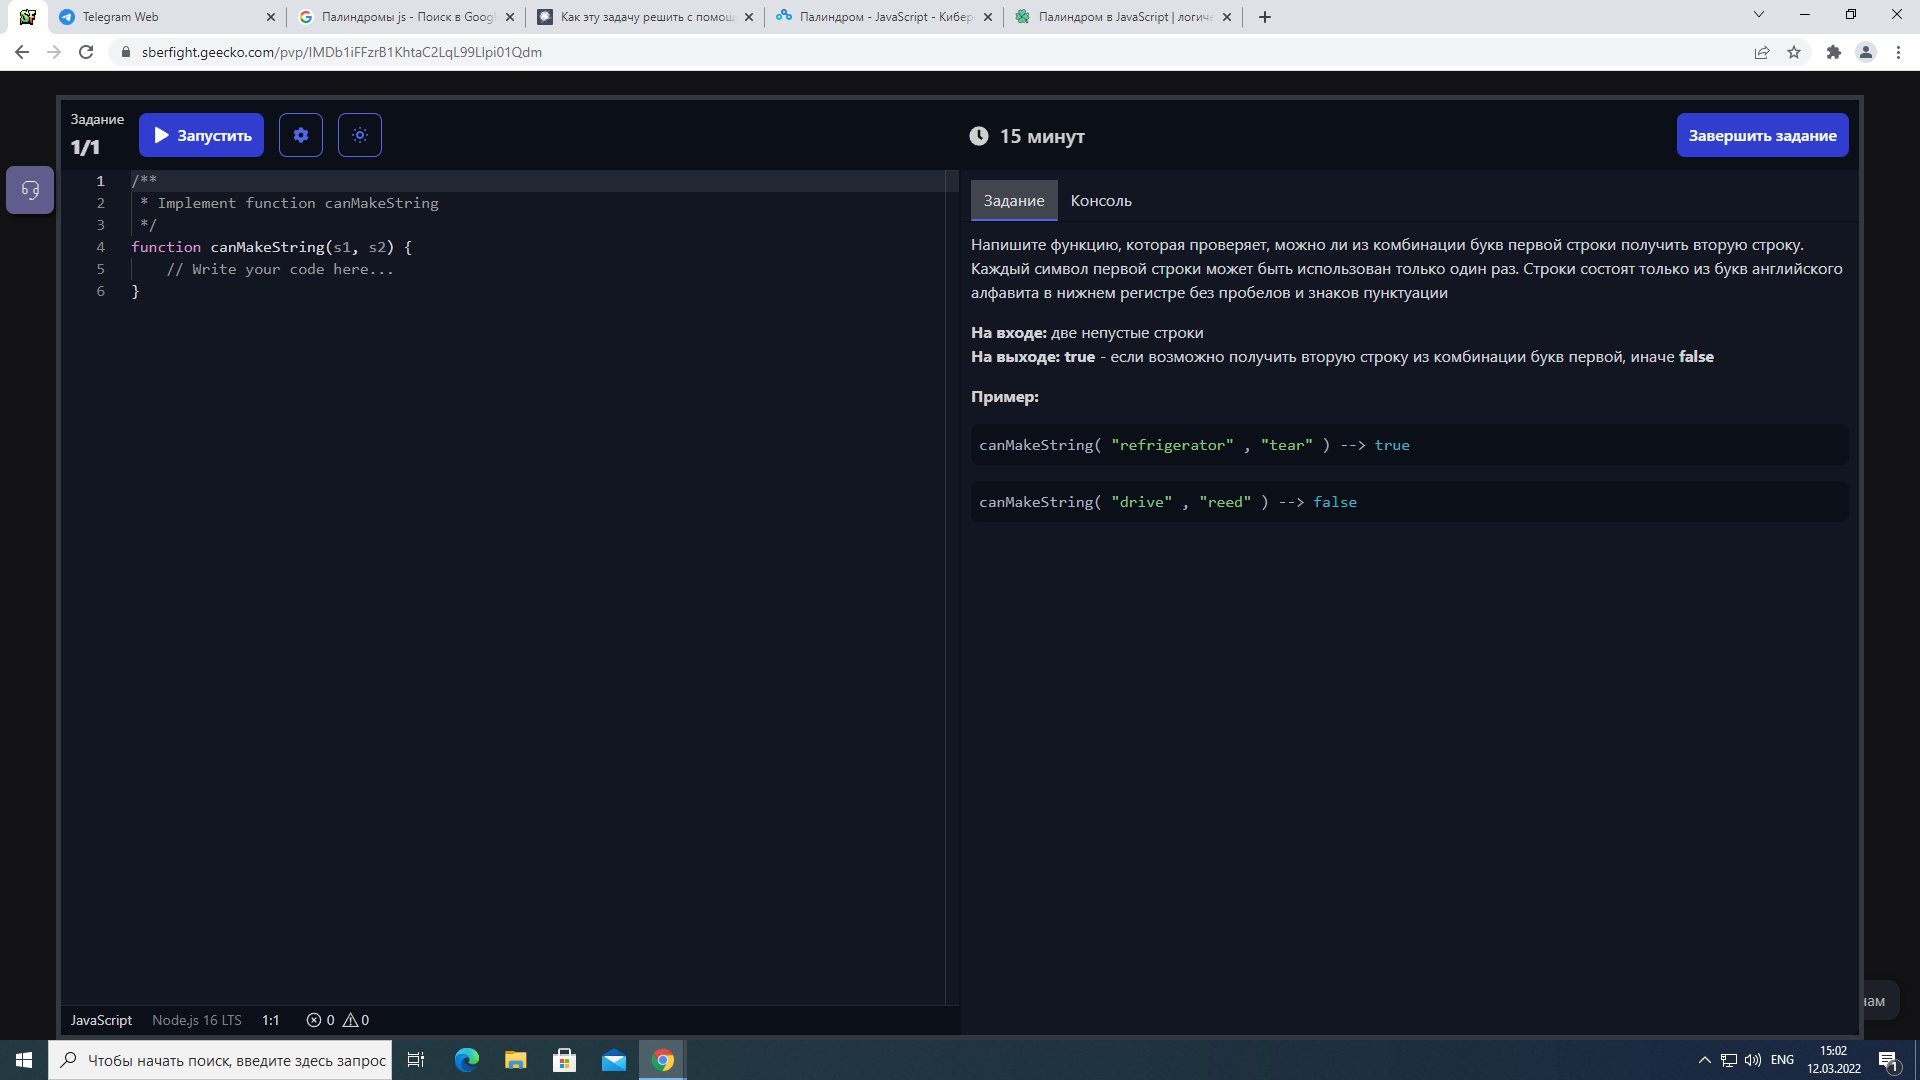 Telegram Web
Палиндромы js - Поиск в Goog
Как эту задачу решить с помощ
Палиндром - JavaScript - Кибер
Палиндром в JavaScript | логиче
sberfight.geecko.com/pvp/IMDb1iFFzrB1KhtaC2LqL99LIpi01Qdm
Задание
1/1
Запустить
15 минут
Завершить задание
1 /**
2 * Implement function canMakeString
3 */
4 function canMakeString(s1, s2) {
5 // Write your code here...
6 }
Задание Консоль
Напишите функцию, которая проверяет, можно ли из комбинации букв первой строки получить вторую строку.
Каждый символ первой строки может быть использован только один раз. Строки состоят только из букв английского
алфавита в нижнем регистре без пробелов и знаков пунктуации
На входе: две непустые строки
На выходе: true - если возможно получить вторую строку из комбинации букв первой, иначе false
Пример:
canMakeString( "refrigerator" , "tear" ) --> true
canMakeString( "drive" , "reed" ) --> false
нам
JavaScript Node.js 16 LTS 1:1 0 0
Чтобы начать поиск, введите здесь запрос
ENG
15:02
12.03.2022
1